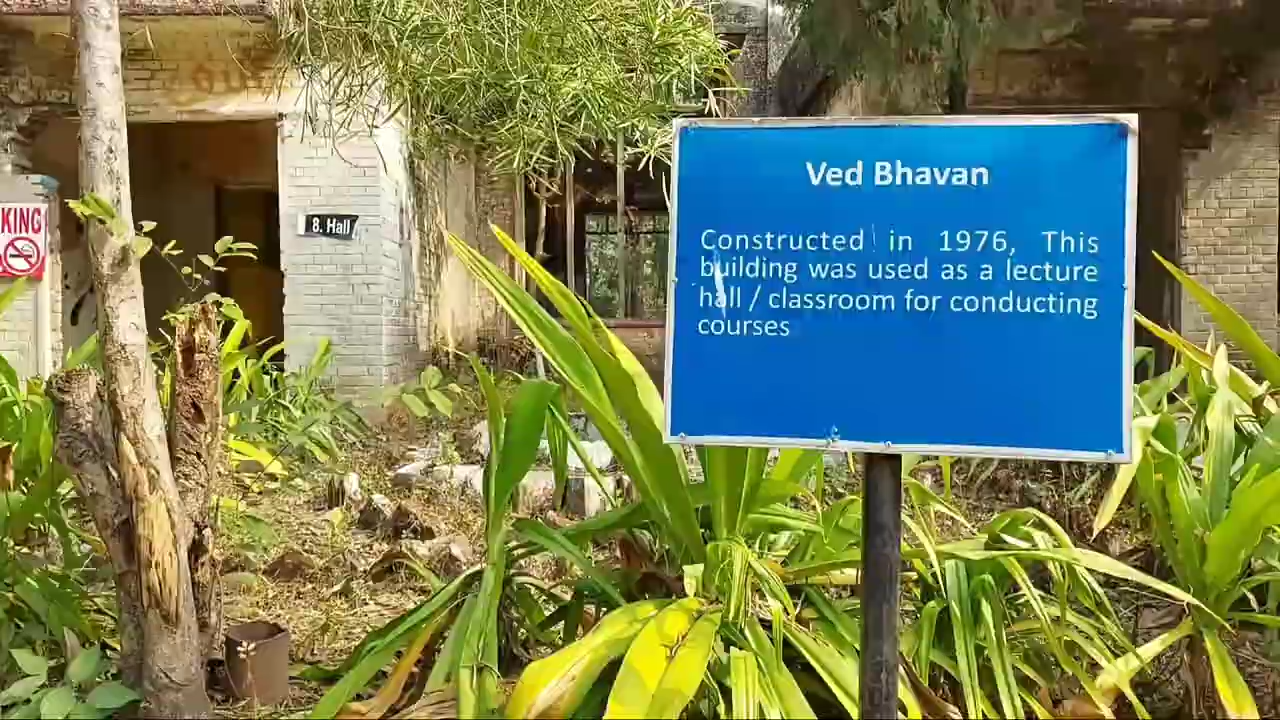 KING
8. Hall
Ved Bhavan
Constructed in 1976, This
building was used as a lecture
hall / classroom for conducting
courses